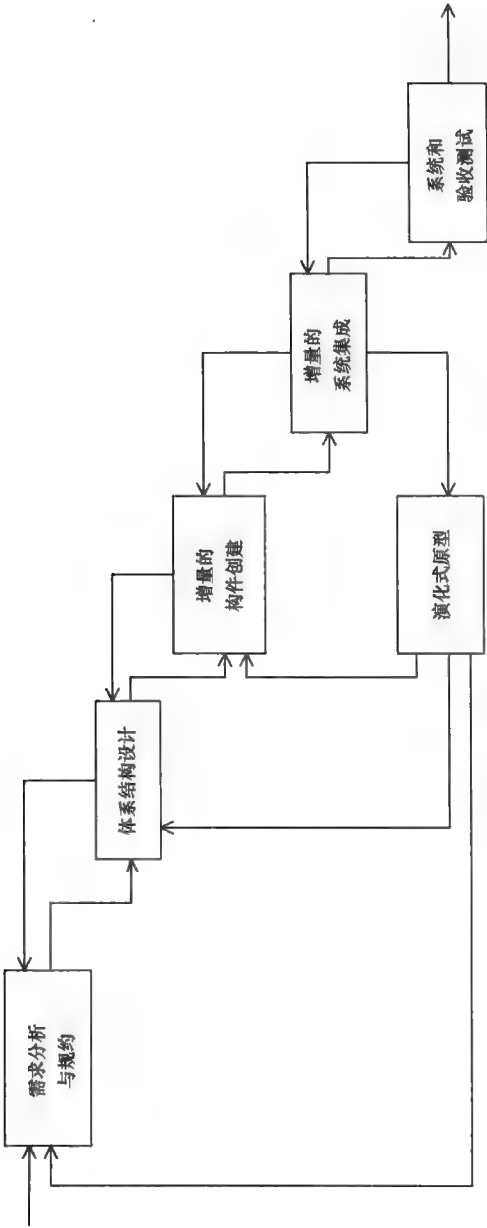 需求分析
与规约
体系结构设计
增量的
构件创建
增量的
系统集成
演化式原型
系统和
验收测试